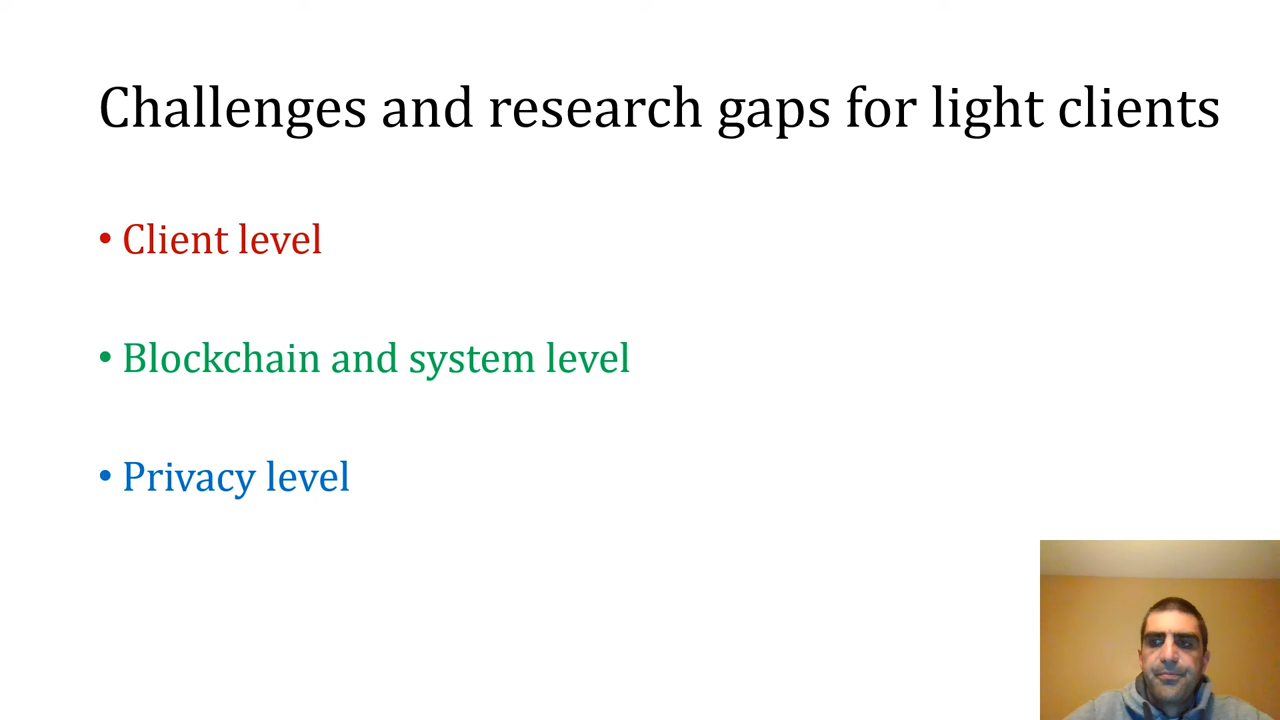 Challenges and research gaps for light clients
• Client level
• Blockchain and system level
• Privacy level